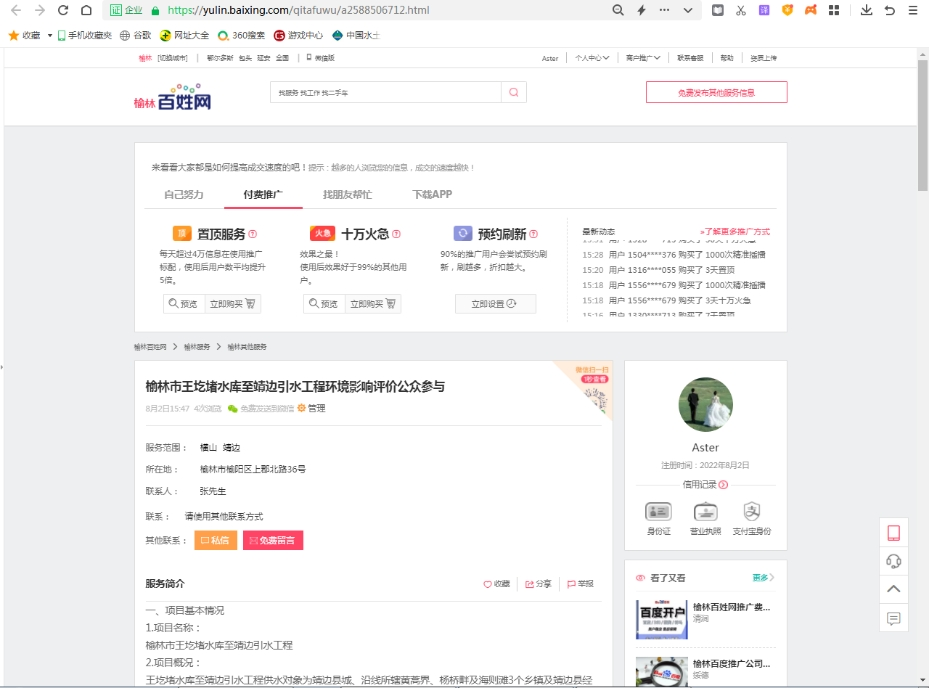 证 企业 https://yulin.baixing.com/qitafuwu/a2588506712.html
收藏 手机收藏夹 谷歌 网址大全 360搜索 游戏中心 中国水土
榆林 [切换城市] 鄂尔多斯 包头 延安 全国 微信版 Aster 个人中心 商户推广 联系客服 帮助 资质上传
榆林 百姓网 找服务 找工作 找二手车 免费发布其他服务信息
来看看大家都是如何提高成交速度的吧！提示：越多的人浏览您的信息，成交的速度越快！
自己努力 付费推广 找朋友帮忙 下载APP
顶 置顶服务
每天超过4万信息在使用推广
标配，使用后用户数平均提升
5倍。
预览 立即购买
火急 十万火急
效果之最！
使用后效果好于99%的其他用
户。
预览 立即购买
预约刷新
90%的推广用户会尝试预约刷
新，刷越多，折扣越大。
立即设置
最新动态 »了解更多推广方式
15:28 用户 1504****376 购买了 1000次精准插播
15:20 用户 1316****055 购买了 3天置顶
15:18 用户 1556****679 购买了 1000次精准插播
15:18 用户 1556****679 购买了 3天十万火急
15:16 用户 1330****713 购买了 7天置顶
榆林百姓网 > 榆林服务 > 榆林其他服务
榆林市王圪堵水库至靖边引水工程环境影响评价公众参与
微信扫一扫
1秒查看
8月2日15:47 4次浏览 免费发送到微信 管理
服务范围： 横山 靖边
所在地： 榆林市榆阳区上郡北路36号
联系人： 张先生
联系： 请使用其他联系方式
其他联系： 私信 免费留言
服务简介 收藏 分享 举报
一、项目基本情况
1.项目名称：
榆林市王圪堵水库至靖边引水工程
2.项目概况：
王圪堵水库至靖边引水工程供水对象为靖边县城、沿线所辖黄蒿界、杨桥畔及海则滩3个乡镇及靖边县经
Aster
注册时间：2022年8月2日
信用记录
身份证 营业执照 支付宝身份
看了又看 更多
百度开户
榆林百姓网推广费...
清涧
榆林百度推广公司...
绥德